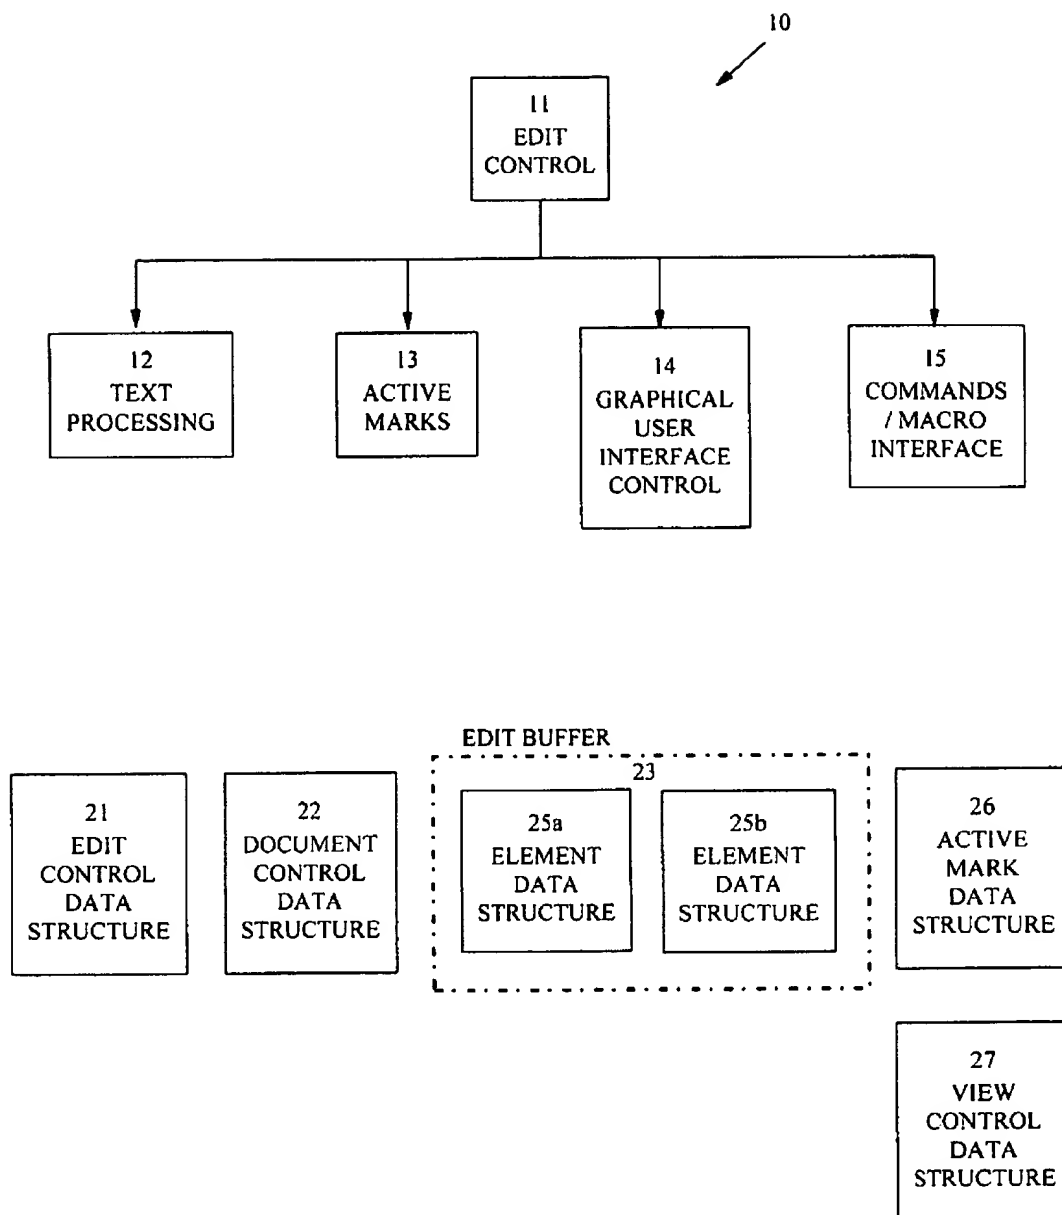 10
11
EDIT
CONTROL
12
TEXT
PROCESSING
13
ACTIVE
MARKS
14
GRAPHICAL
USER
INTERFACE
CONTROL
15
COMMANDS
/ MACRO
INTERFACE
EDIT BUFFER
23
21
EDIT
CONTROL
DATA
STRUCTURE
22
DOCUMENT
CONTROL
DATA
STRUCTURE
25a
ELEMENT
DATA
STRUCTURE
25b
ELEMENT
DATA
STRUCTURE
26
ACTIVE
MARK
DATA
STRUCTURE
27
VIEW
CONTROL
DATA
STRUCTURE